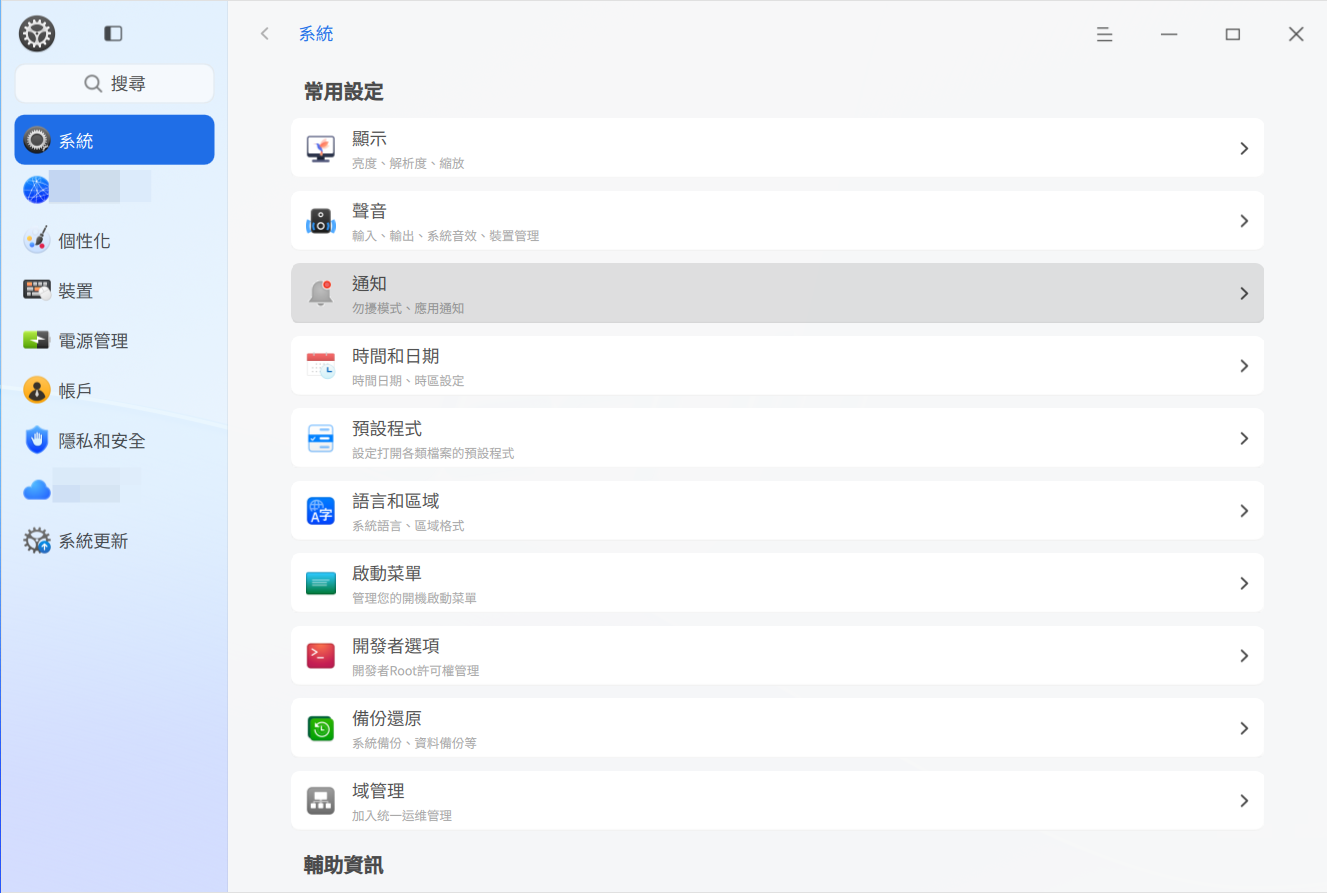 搜尋
系統
個性化
裝置
電源管理
帳戶
隱私和安全
系統更新
系統
常用設定
顯示
亮度、解析度、縮放
聲音
輸入、輸出、系統音效、裝置管理
通知
勿擾模式、應用通知
時間和日期
時間日期、時區設定
預設程式
設定打開各類檔案的預設程式
語言和區域
系統語言、區域格式
啟動菜單
管理您的開機啟動菜單
開發者選項
開發者Root許可權管理
備份還原
系統備份、資料備份等
域管理
加入统一运维管理
輔助資訊